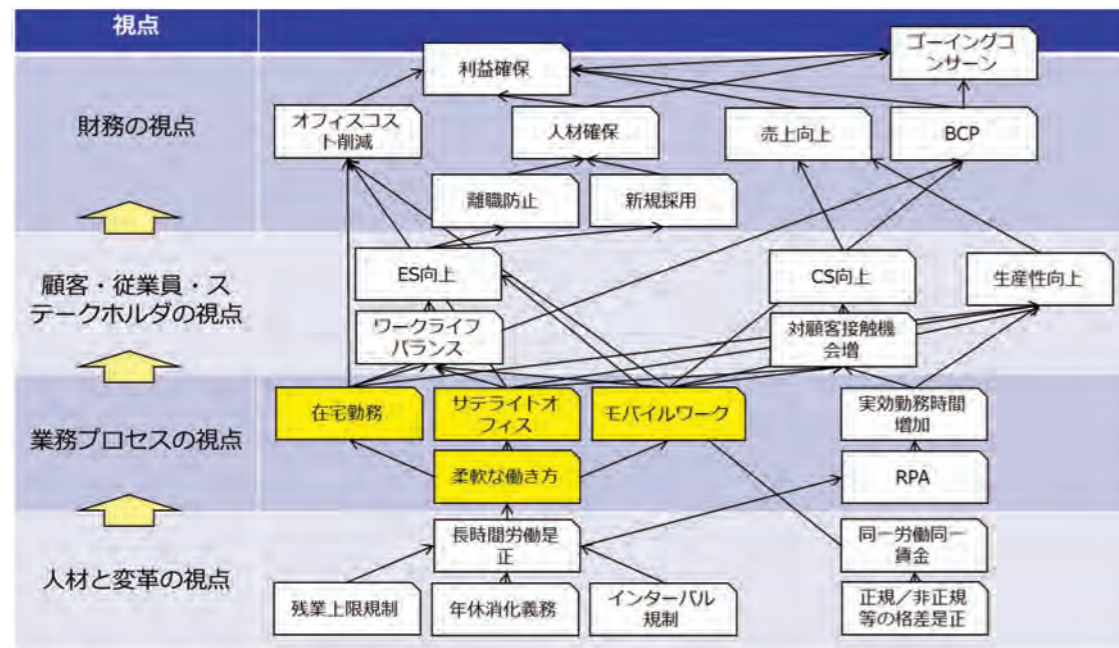 視点
ゴーイングコ
ンサーン
利益確保
財務の視点
オフィスコス
ト削減
人材確保
売上向上
BCP
離職防止
新規採用
顧客・従業員・ス
テークホルダの視点
ES向上
CS向上
生産性向上
ワークライフ
バランス
対顧客接触機
会増
業務プロセスの視点
在宅勤務
サテライトオ
フィス
モバイルワーク
実効勤務時間
増加
柔軟な働き方
RPA
人材と変革の視点
長時間労働是
正
同一労働同一
賃金
残業上限規制
年休消化義務
インターバル
規制
正規／非正規
等の格差是正